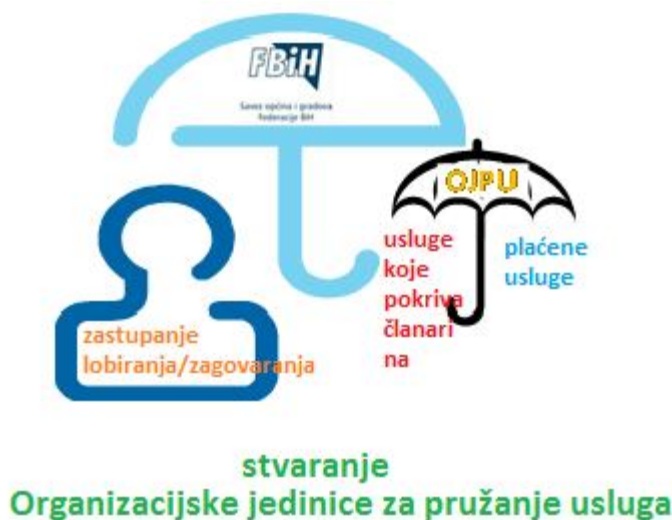 FBiH
Savez općina i gradova
Federacije BiH
OJPU
usluge
koje
pokriva
članari
na
plaćene
usluge
zastupanje
lobiranja/zagovaranja
stvaranje
Organizacijske jedinice za pružanje usluga